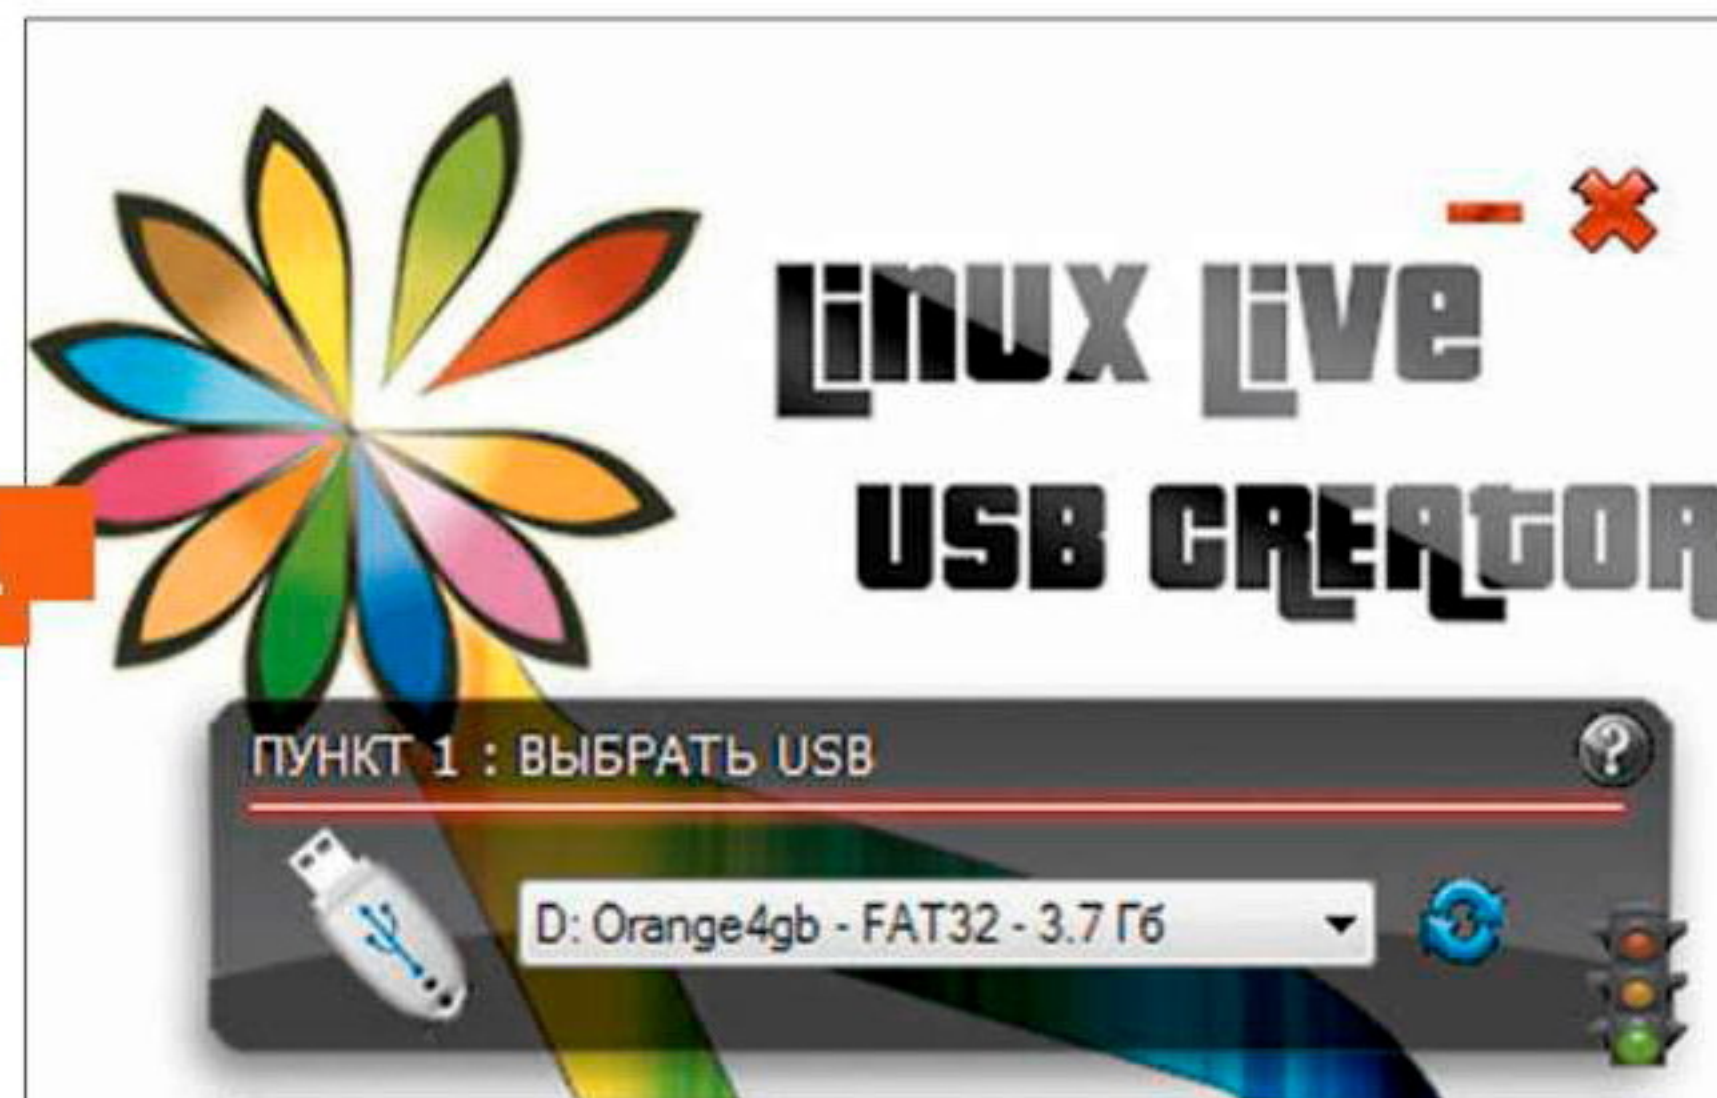 Linux Live
USB CREATOR
ПУНКТ 1 : ВЫБРАТЬ USB
?
D: Orange4gb - FAT32 - 3.7 Гб